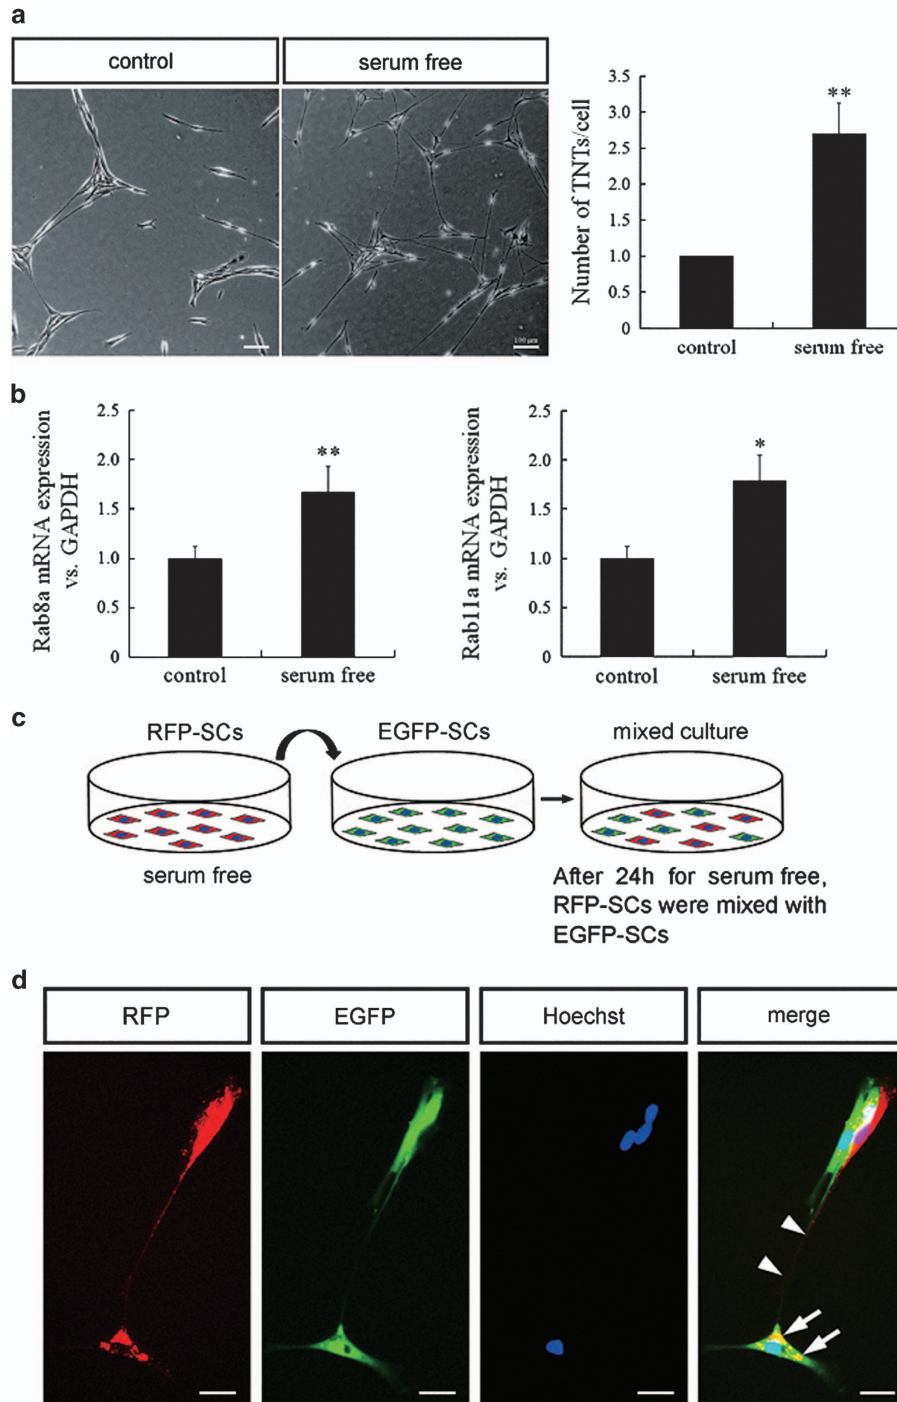 a
control
serum free
100 µm
Number of TNTs/cell
3.5
3.0
2.5
2.0
1.5
1.0
0.5
0
**
control
serum free
b
Rab8a mRNA expression
vs. GAPDH
2.5
2.0
1.5
1.0
0.5
0
**
control
serum free
Rab11a mRNA expression
vs. GAPDH
2.5
2.0
1.5
1.0
0.5
0
*
control
serum free
c
RFP-SCs
EGFP-SCs
mixed culture
serum free
After 24h for serum free,
RFP-SCs were mixed with
EGFP-SCs
d
RFP
EGFP
Hoechst
merge